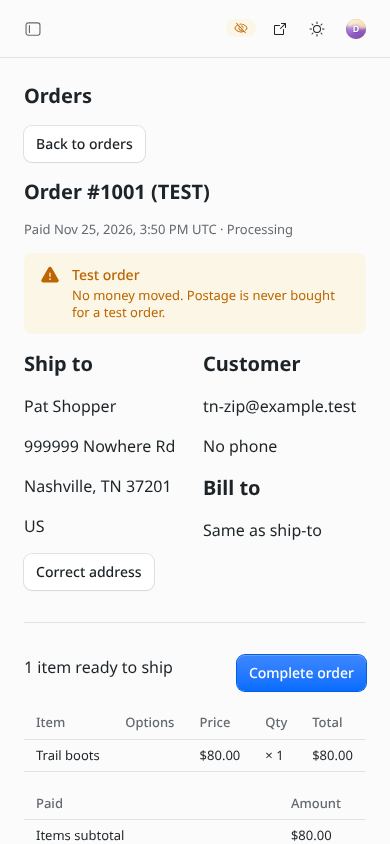 D
Orders
Back to orders
Order #1001 (TEST)
Paid Nov 25, 2026, 3:50 PM UTC · Processing
Test order
No money moved. Postage is never bought
for a test order.
Ship to
Pat Shopper
999999 Nowhere Rd
Nashville, TN 37201
US
Correct address
Customer
tn-zip@example.test
No phone
Bill to
Same as ship-to
1 item ready to ship
Complete order
Item Options Price Qty Total
Trail boots $80.00 × 1 $80.00
Paid Amount
Items subtotal $80.00